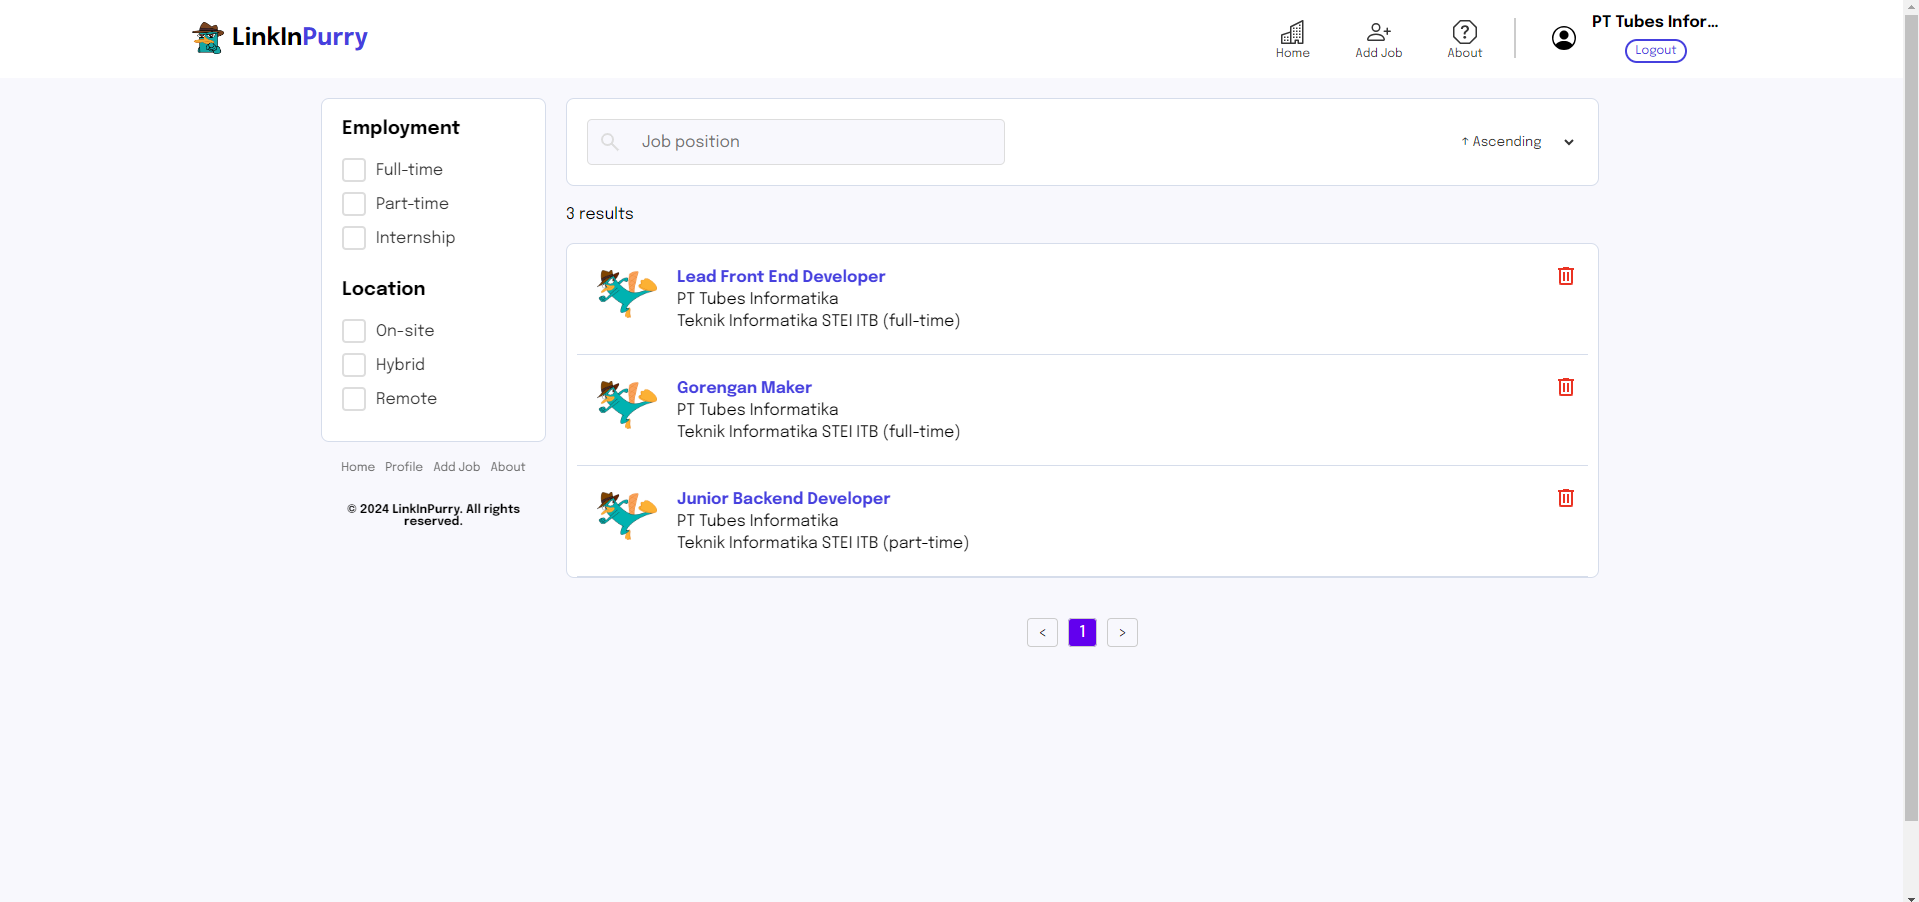 LinkInPurry
Home
Add Job
About
PT Tubes Infor...
Logout
Employment
Full-time
Part-time
Internship
Location
On-site
Hybrid
Remote
Home Profile Add Job About
© 2024 LinkInPurry. All rights
reserved.
Job position
↑ Ascending
3 results
Lead Front End Developer
PT Tubes Informatika
Teknik Informatika STEI ITB (full-time)
Gorengan Maker
PT Tubes Informatika
Teknik Informatika STEI ITB (full-time)
Junior Backend Developer
PT Tubes Informatika
Teknik Informatika STEI ITB (part-time)
< 1 >